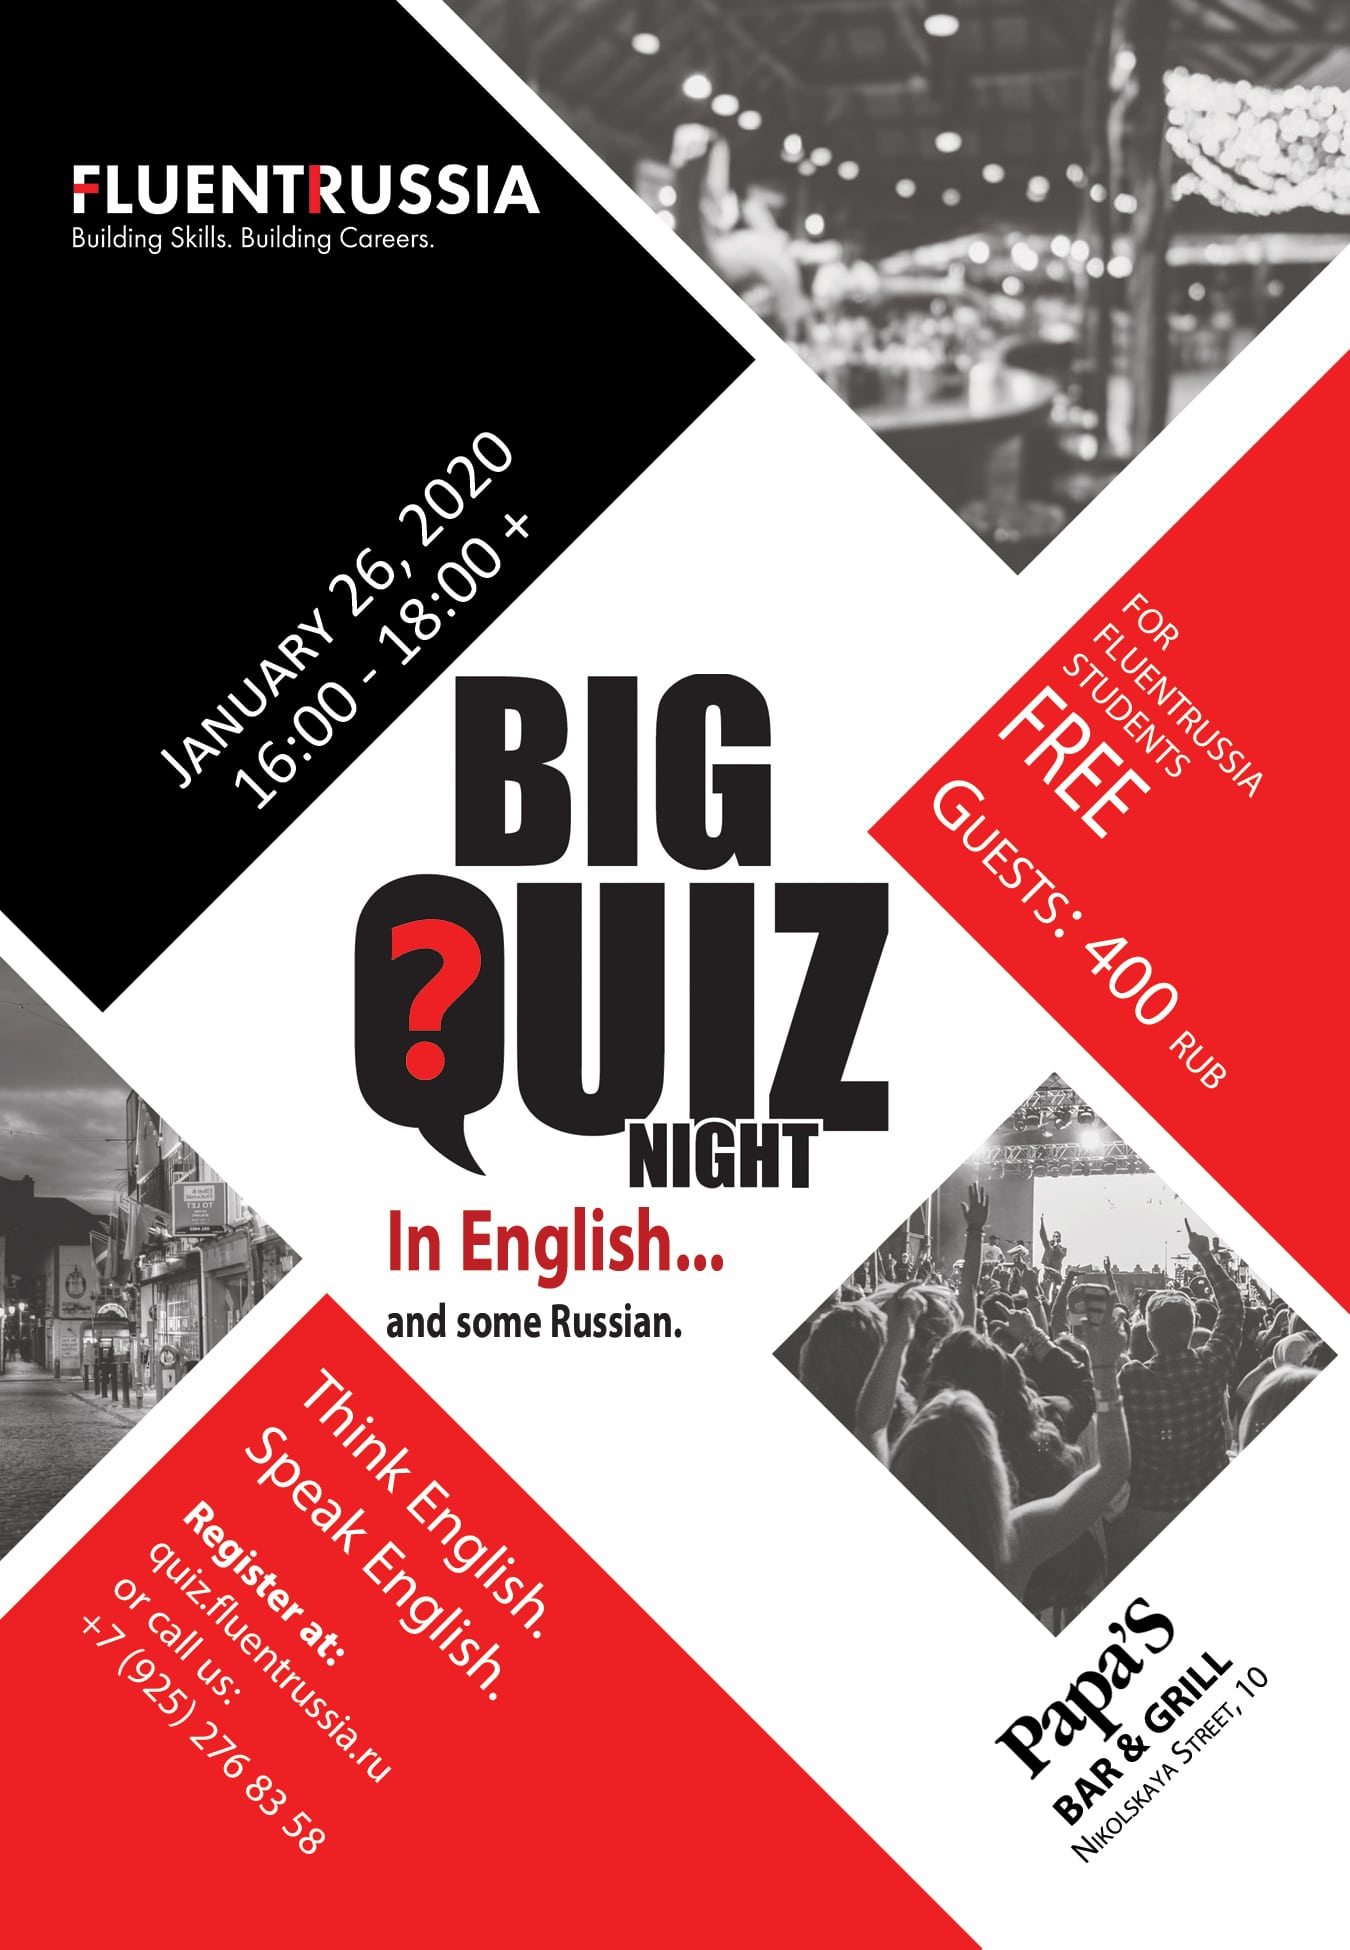 FLUENTRUSSIA
Building Skills. Building Careers.
JANUARY 26, 2020
16:00 - 18:00 +
FOR
FLUENTRUSSIA
STUDENTS
FREE
GUESTS: 400 RUB
BIG
QUIZ
?
NIGHT
In English...
and some Russian.
TO LET
Think English.
Speak English.
Register at:
quiz.fluentrussia.ru
or call us:
+7 (925) 276 83 58
Papa's
BAR & GRILL
NIKOLSKAYA STREET, 10